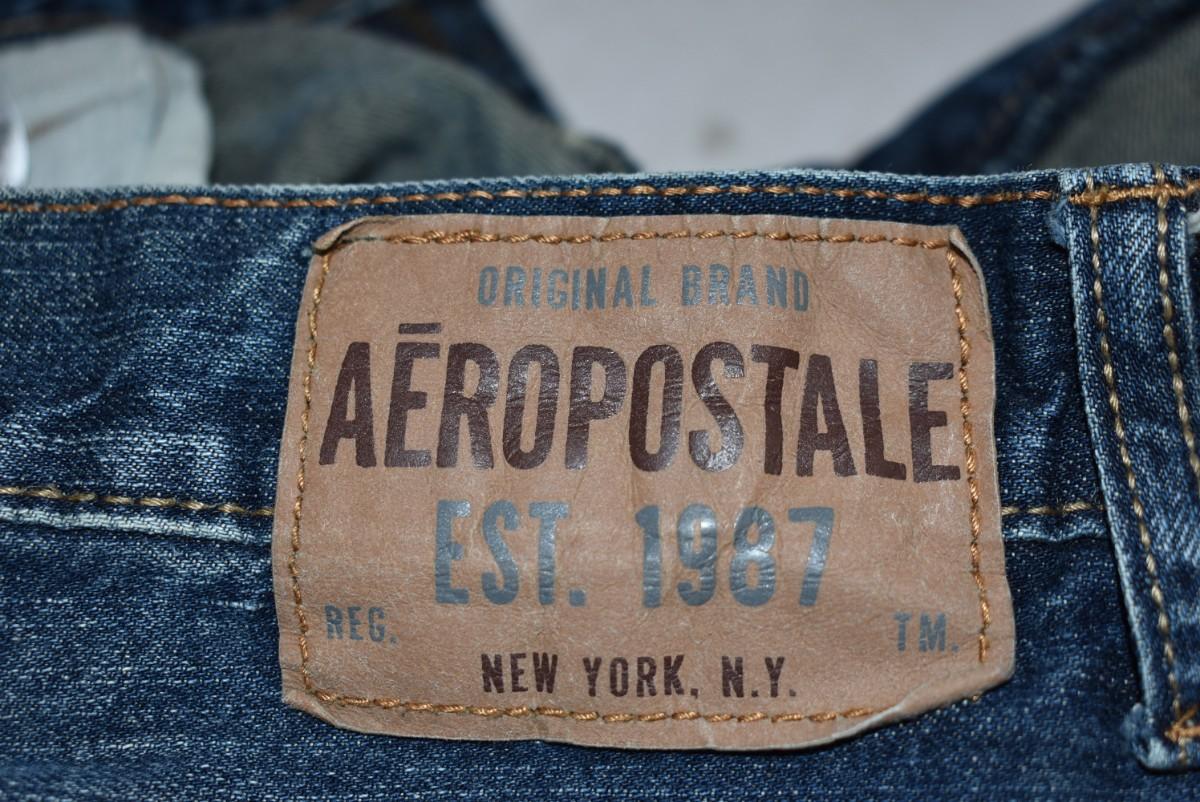 ORIGINAL BRAND
AĒROPOSTALE
EST. 1987
REG. TM.
NEW YORK, N.Y.